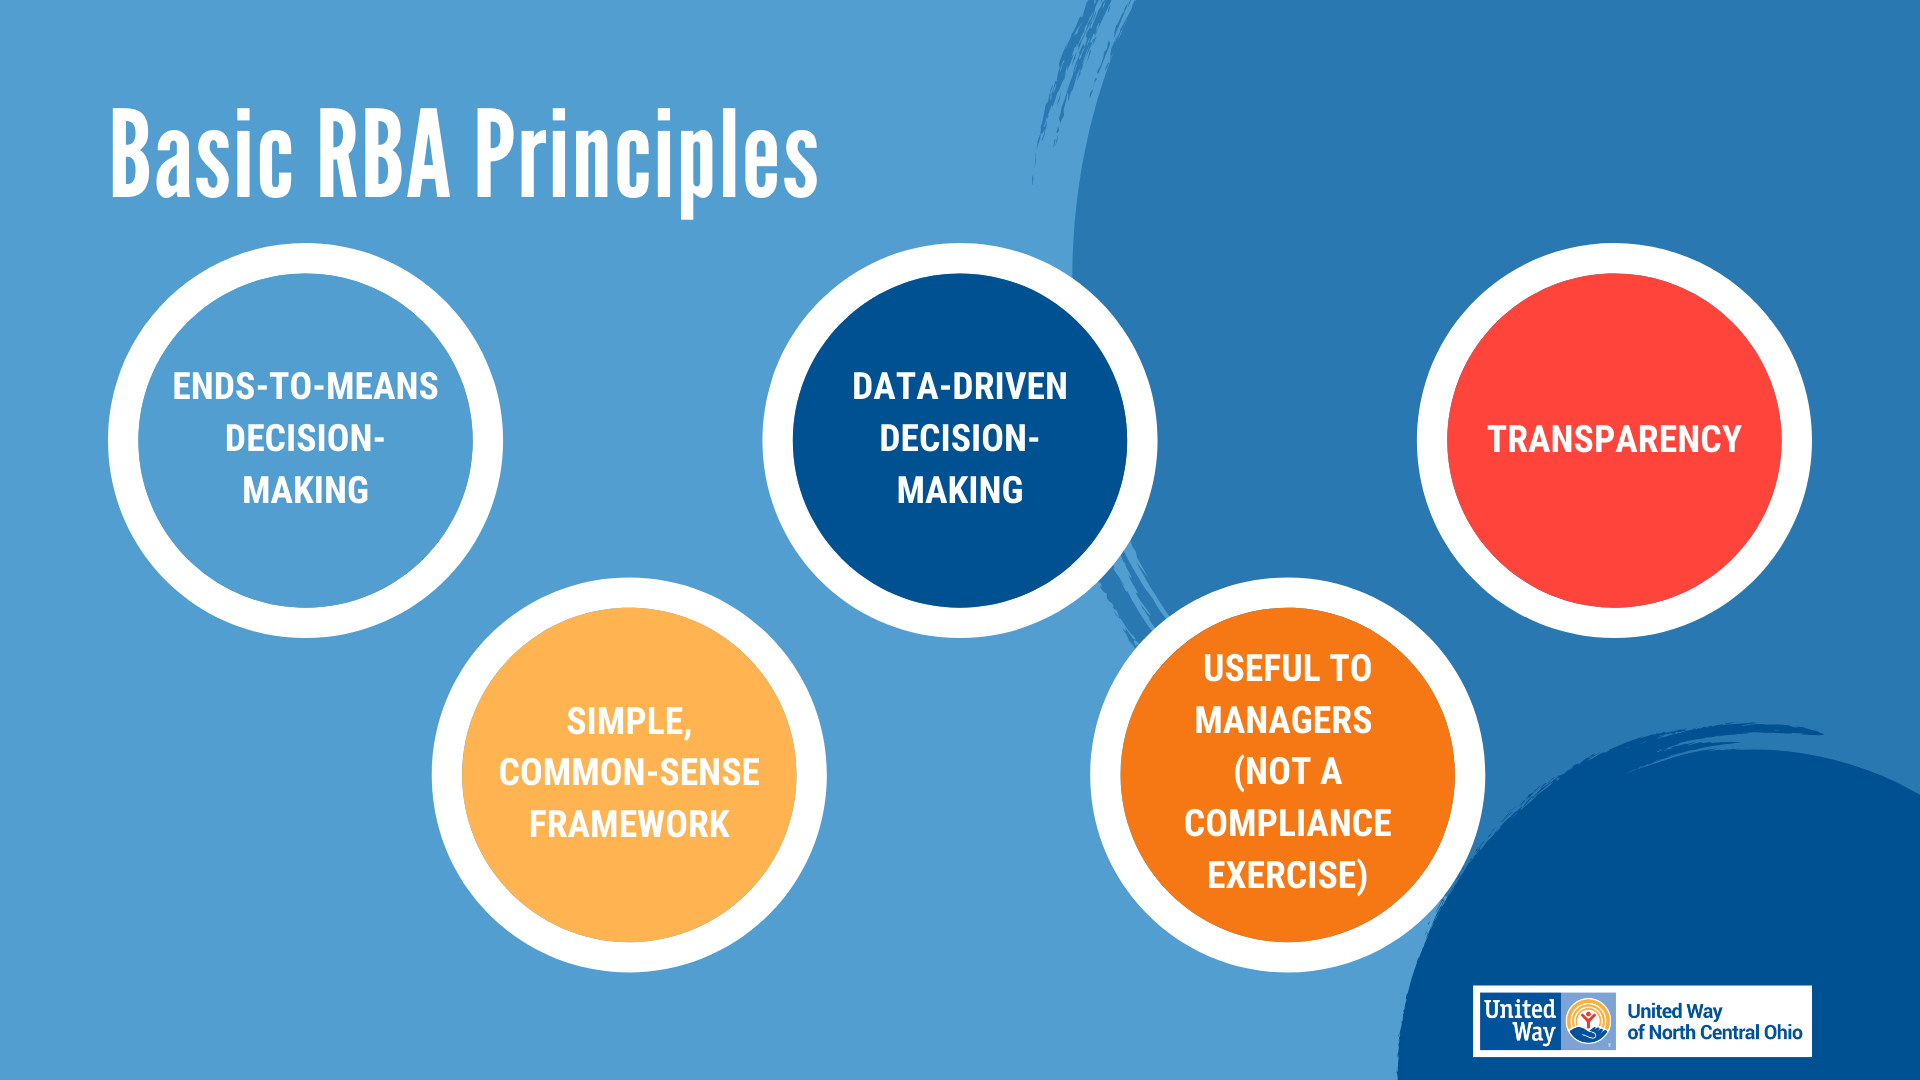 Basic RBA Principles
ENDS-TO-MEANS
DECISION-
MAKING
SIMPLE,
COMMON-SENSE
FRAMEWORK
DATA-DRIVEN
DECISION-
MAKING
USEFUL TO
MANAGERS
(NOT A
COMPLIANCE
EXERCISE)
TRANSPARENCY
United
Way
United Way
of North Central Ohio